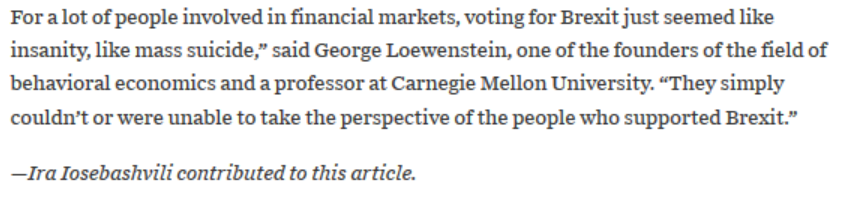 For a lot of people involved in financial markets, voting for Brexit just seemed like
insanity, like mass suicide,” said George Loewenstein, one of the founders of the field of
behavioral economics and a professor at Carnegie Mellon University. “They simply
couldn’t or were unable to take the perspective of the people who supported Brexit.”
—Ira Iosebashvili contributed to this article.